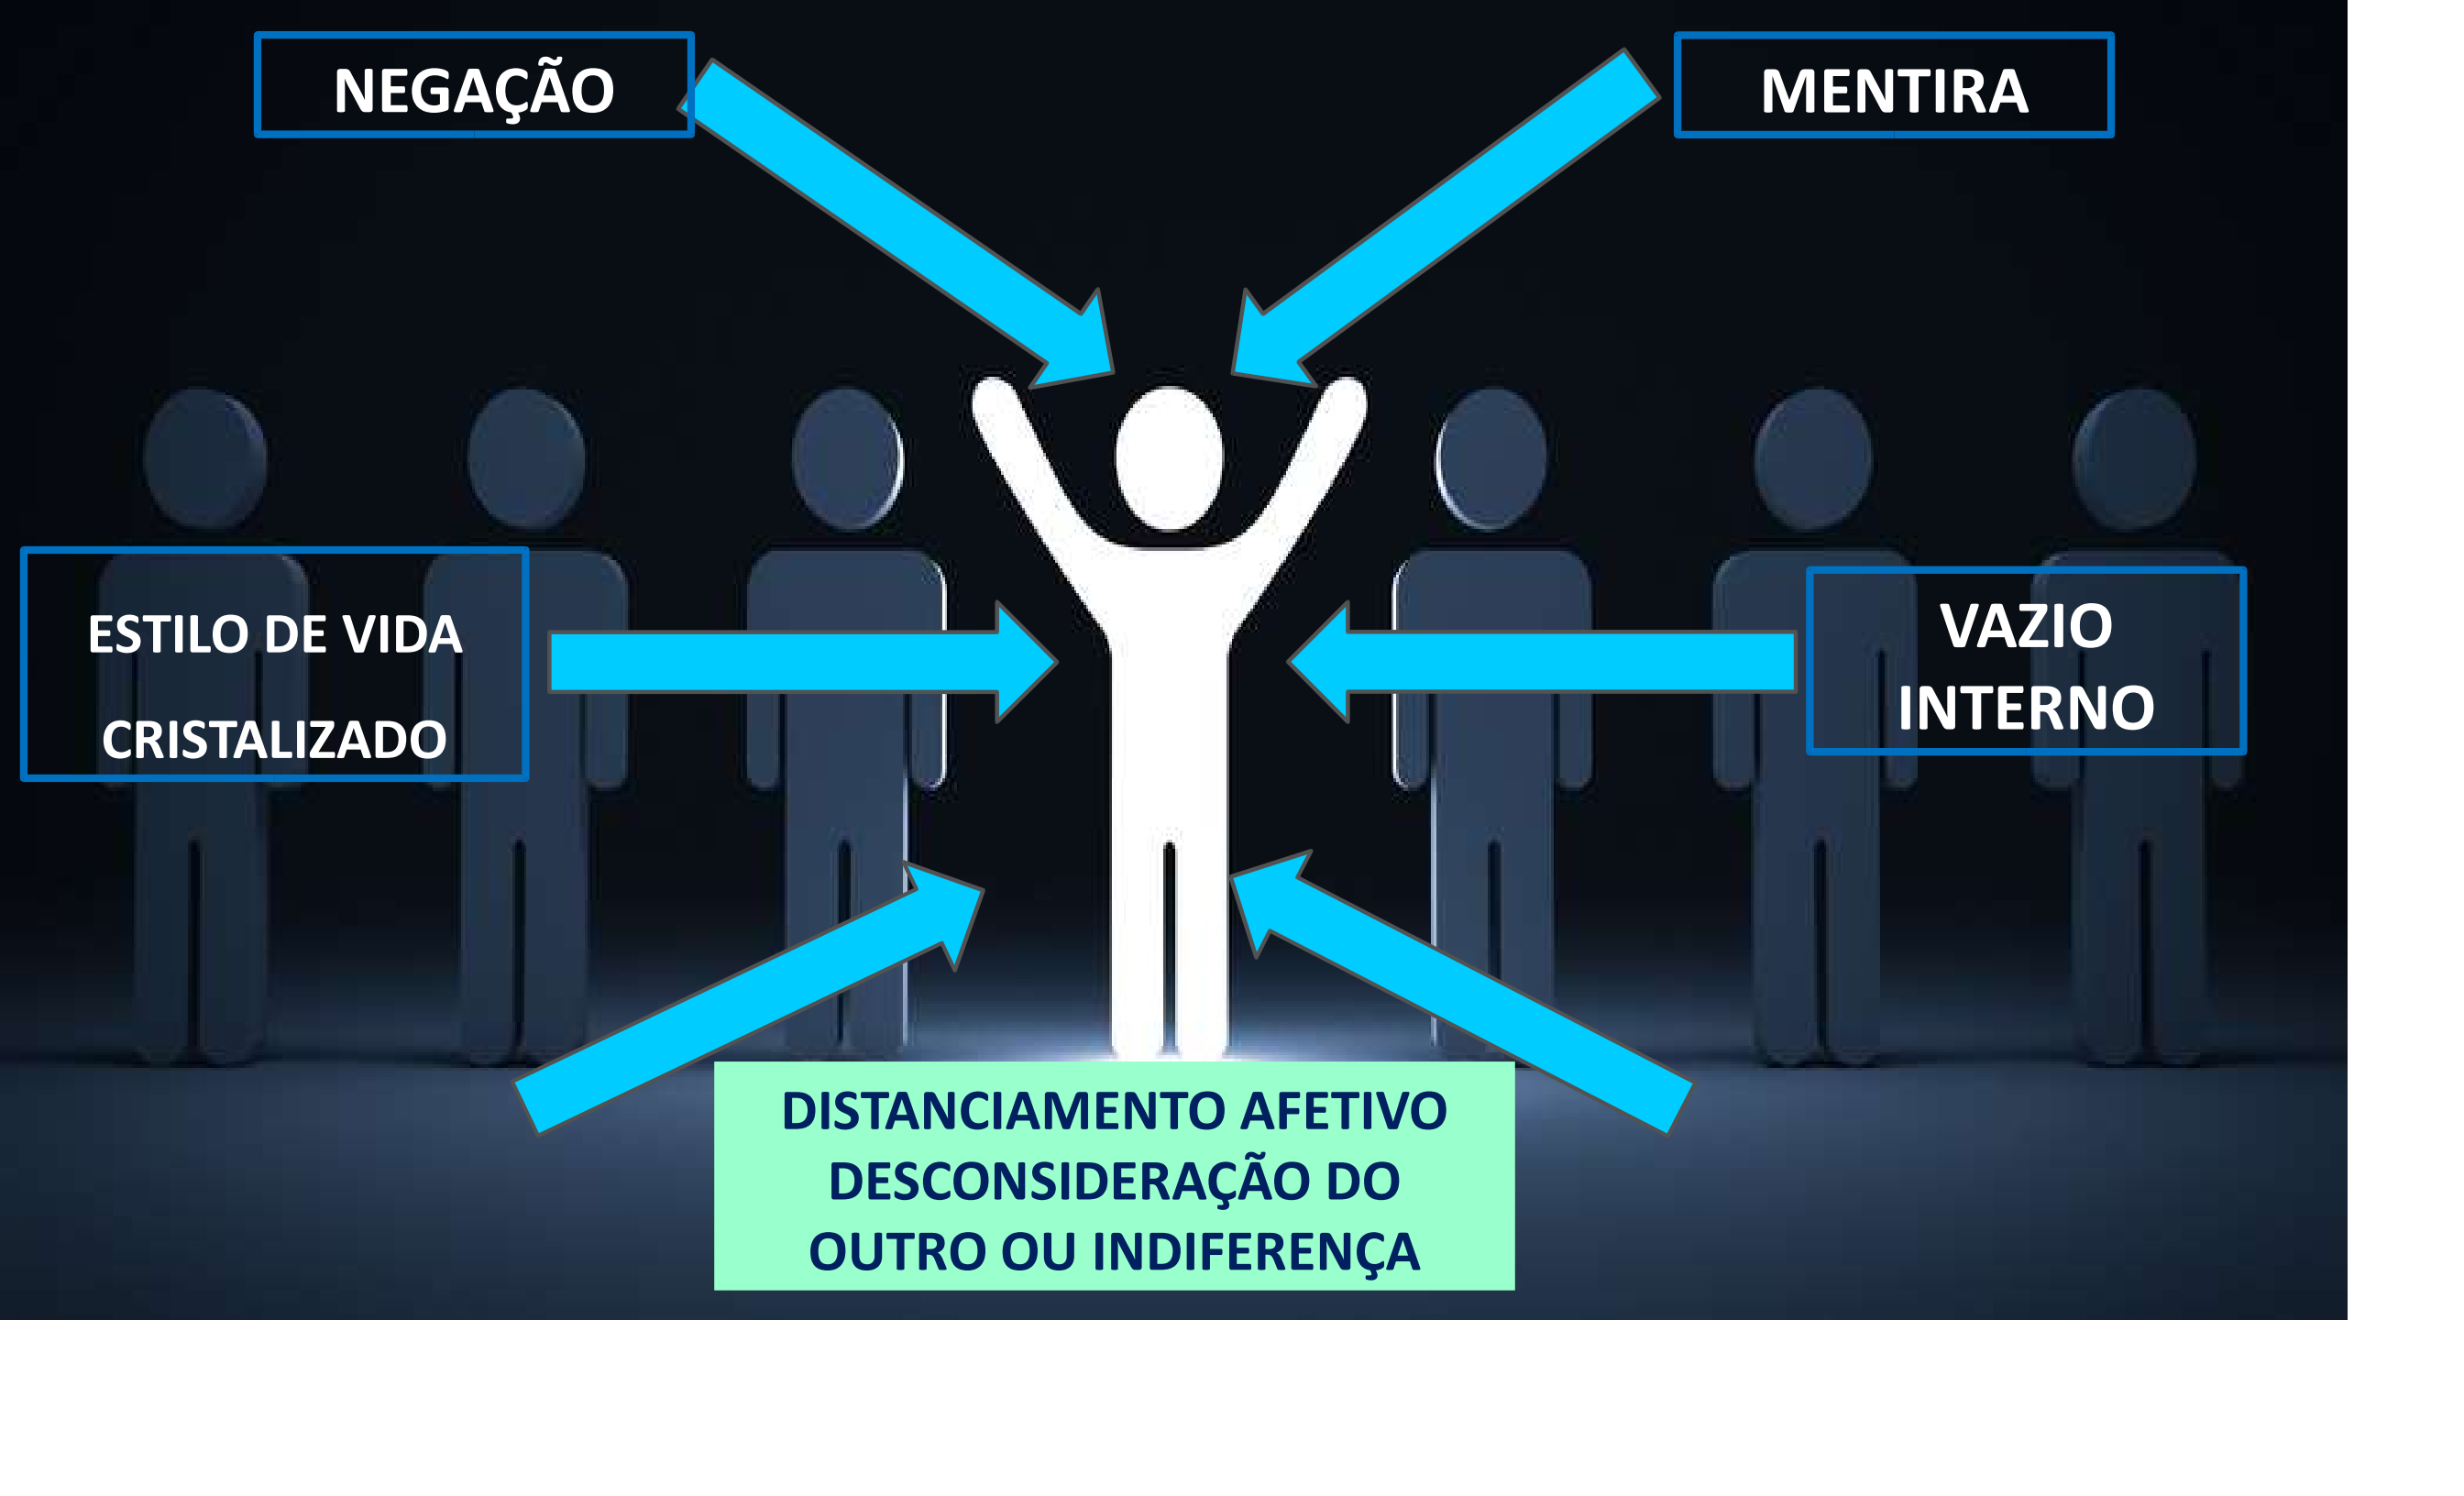 NEGAÇÃO
MENTIRA
ESTILO DE VIDA
CRISTALIZADO
VAZIO
INTERNO
DISTANCIAMENTO AFETIVO
DESCONSIDERAÇÃO DO
OUTRO OU INDIFERENÇA